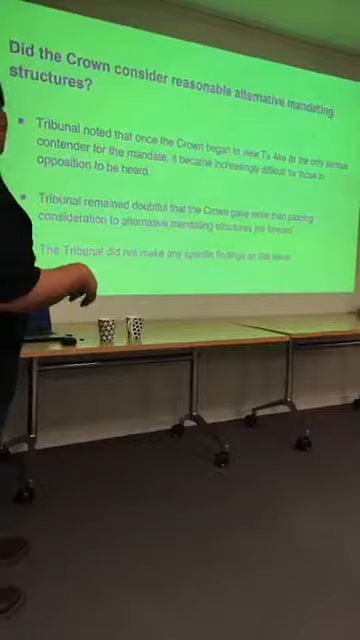 Did the Crown consider reasonable alternative mandating
structures?
Tribunal noted that once the Crown began to view Tu Ake as the only serious
contender for the mandate, it became increasingly difficult for those in
opposition to be heard.
Tribunal remained doubtful that the Crown gave more than passing
consideration to alternative mandating structures put forward.
The Tribunal did not make any specific findings on this issue.